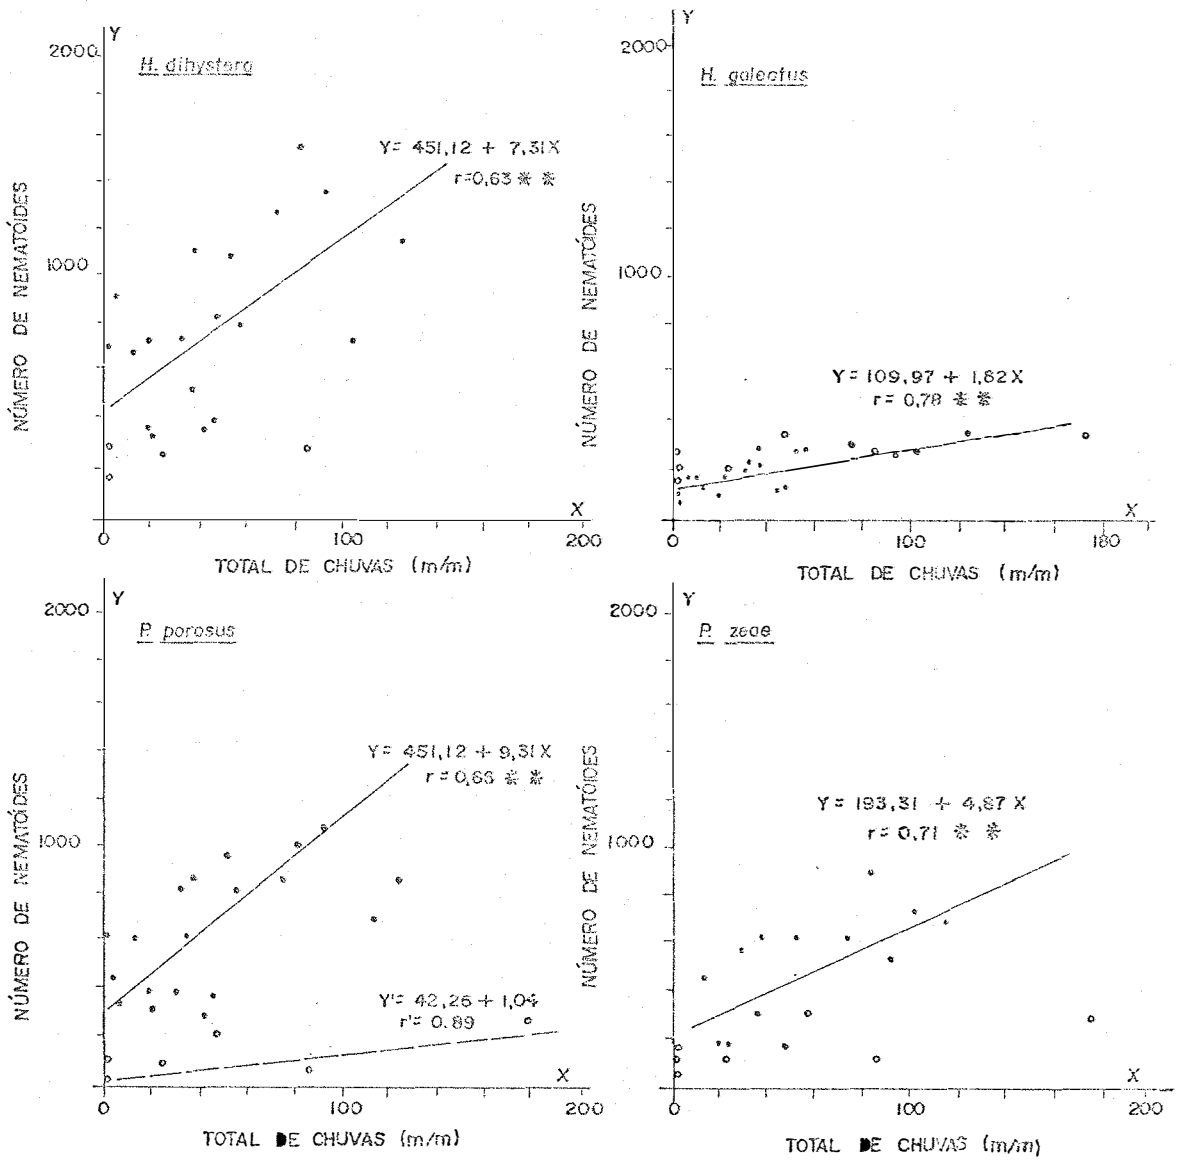 Y
2000
H. dihystera
Y= 451,12 + 7,31X
r=0,63 * *
NÚMERO DE NEMATÓIDES
1000
X
0 100 200
TOTAL DE CHUVAS (m/m)
Y
2000
H. galeatus
NÚMERO DE NEMATÓIDES
1000
Y= 109,97 + 1,82X
r= 0,78 * *
X
0 100 180
TOTAL DE CHUVAS (m/m)
Y
2000
P. porosus
Y= 451,12 + 9,31X
r= 0,66 * *
NÚMERO DE NEMATÓIDES
1000
Y'= 42,26 + 1,04
r'= 0.89
X
0 100 200
TOTAL DE CHUVAS (m/m)
Y
2000
P. zeae
NÚMERO DE NEMATÓIDES
1000
Y= 193,31 + 4,87 X
r= 0,71 * *
X
0 100 200
TOTAL DE CHUVAS (m/m)